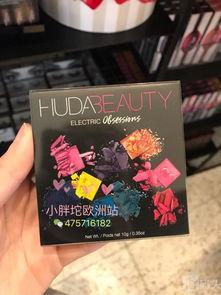 HUDABEAUTY
ELECTRIC Obsessions
小胖坨欧洲站
475716182
Net Wt. / Poids net 10g / 0.35oz